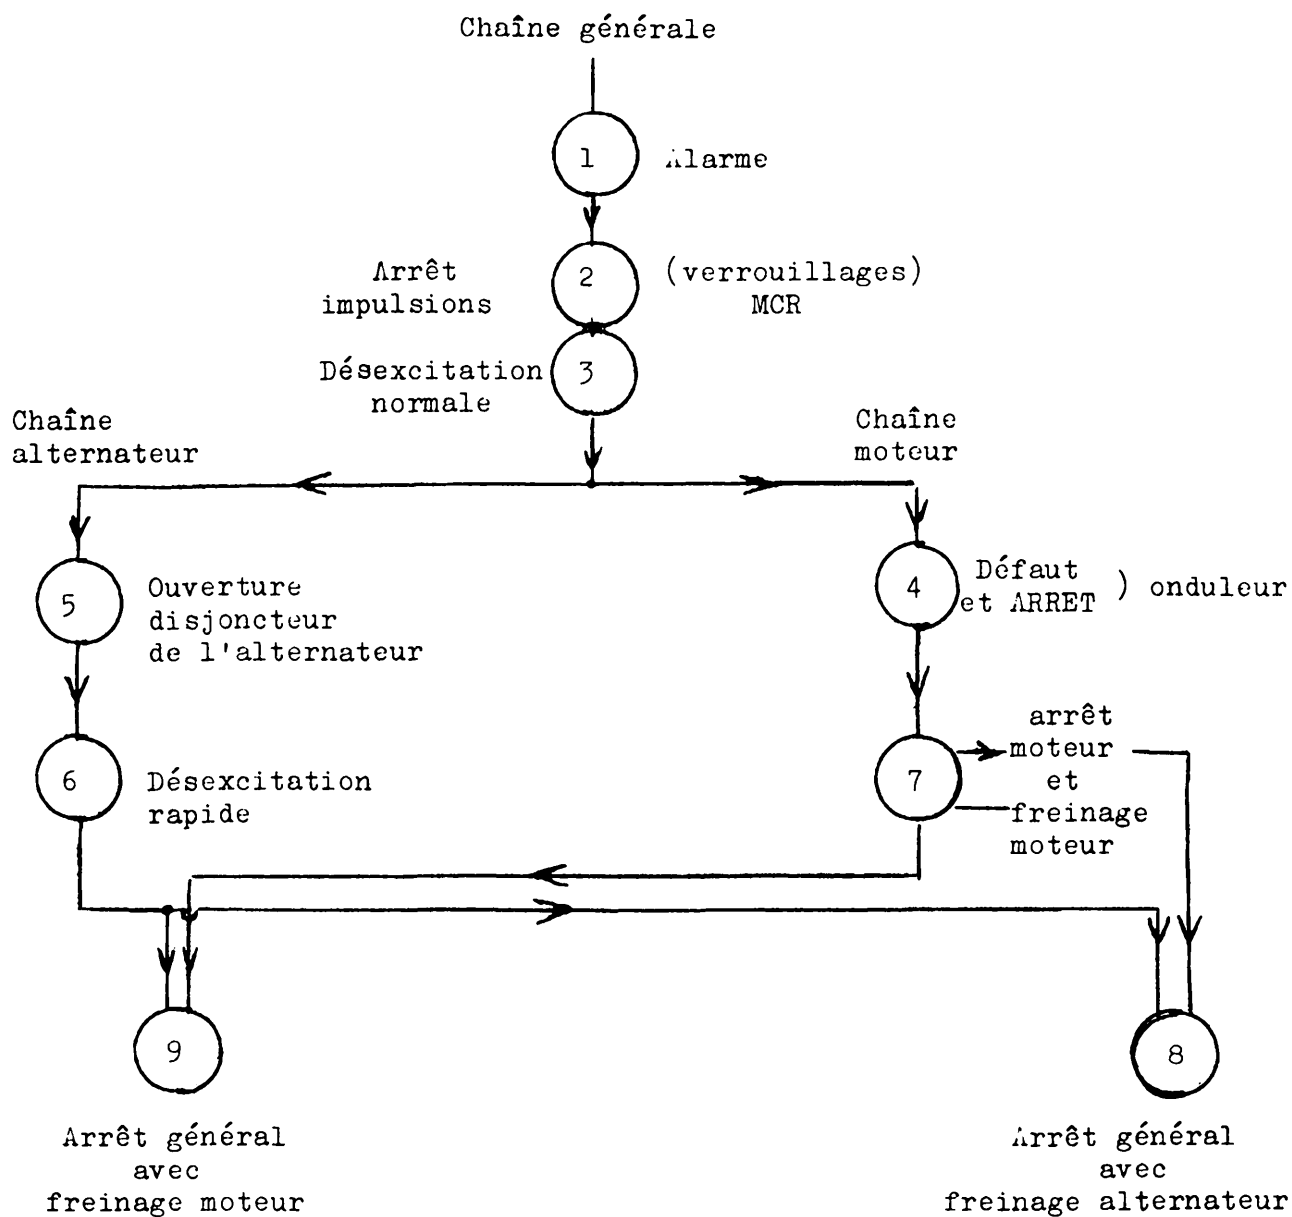 Chaîne générale
1 Alarme
Arrêt
impulsions
2
(verrouillages)
MCR
Désexcitation
normale
3
Chaîne
alternateur
Chaîne
moteur
5
Ouverture
disjoncteur
de l'alternateur
4
Défaut
et ARRET
) onduleur
6
Désexcitation
rapide
7
arrêt
moteur
et
freinage
moteur
9
Arrêt général
avec
freinage moteur
8
Arrêt général
avec
freinage alternateur